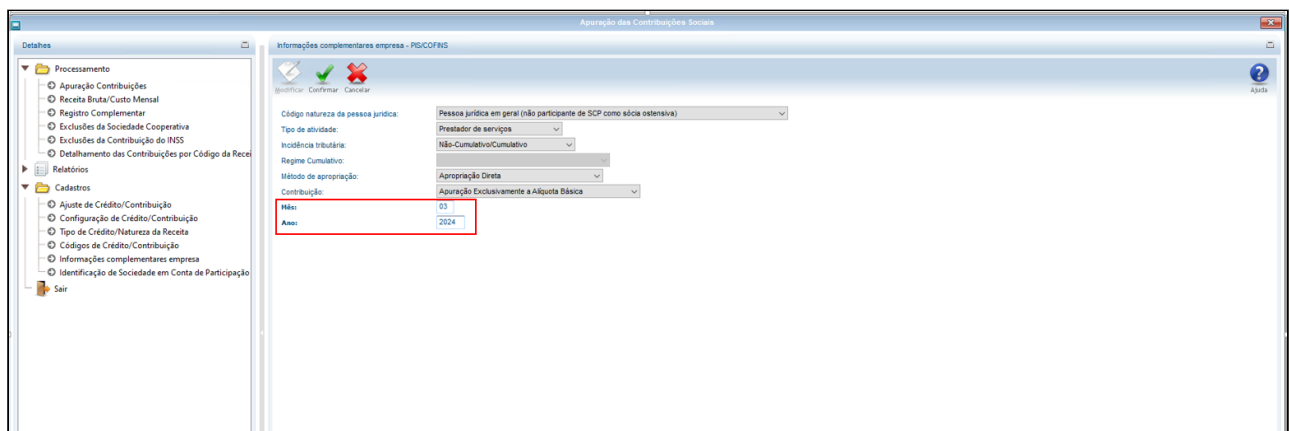 Apuração das Contribuições Sociais
Detalhes
Processamento
Apuração Contribuições
Receita Bruta/Custo Mensal
Registro Complementar
Exclusões da Sociedade Cooperativa
Exclusões da Contribuição do INSS
Detalhamento das Contribuições por Código da Recei
Relatórios
Cadastros
Ajuste de Crédito/Contribuição
Configuração de Crédito/Contribuição
Tipo de Crédito/Natureza da Receita
Códigos de Crédito/Contribuição
Informações complementares empresa
Identificação de Sociedade em Conta de Participação
Sair
Informações complementares empresa - PIS/COFINS
Modificar Confirmar Cancelar
Ajuda
Código natureza da pessoa jurídica: Pessoa jurídica em geral (não participante de SCP como sócia ostensiva)
Tipo de atividade: Prestador de serviços
Incidência tributária: Não-Cumulativo/Cumulativo
Regime Cumulativo:
Método de apropriação: Apropriação Direta
Contribuição: Apuração Exclusivamente a Alíquota Básica
Mês: 03
Ano: 2024